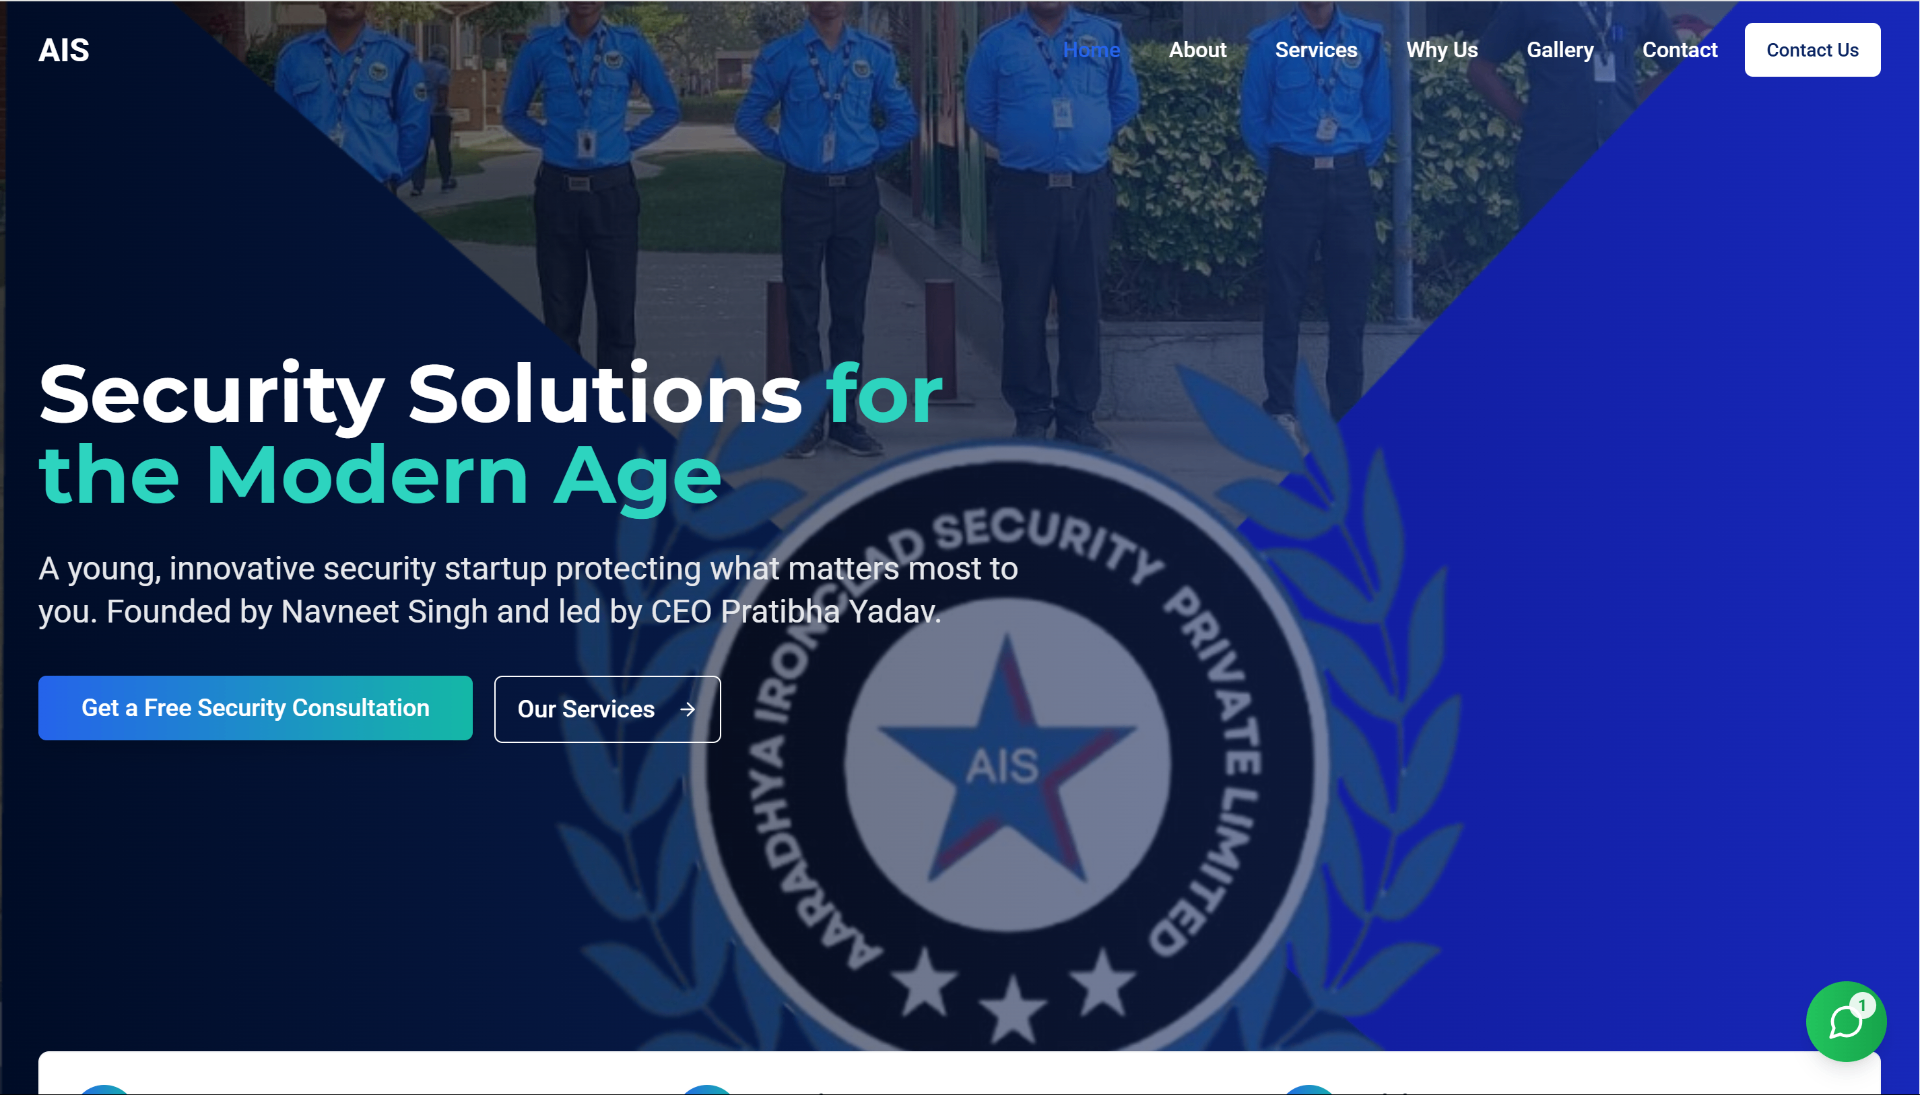 AIS
Home
About
Services
Why Us
Gallery
Contact
Contact Us
Security Solutions for
the Modern Age
A young, innovative security startup protecting what matters most to
you. Founded by Navneet Singh and led by CEO Pratibha Yadav.
Get a Free Security Consultation
Our Services
AARADHYA IRONCLAD SECURITY PRIVATE LIMITED
AIS
1